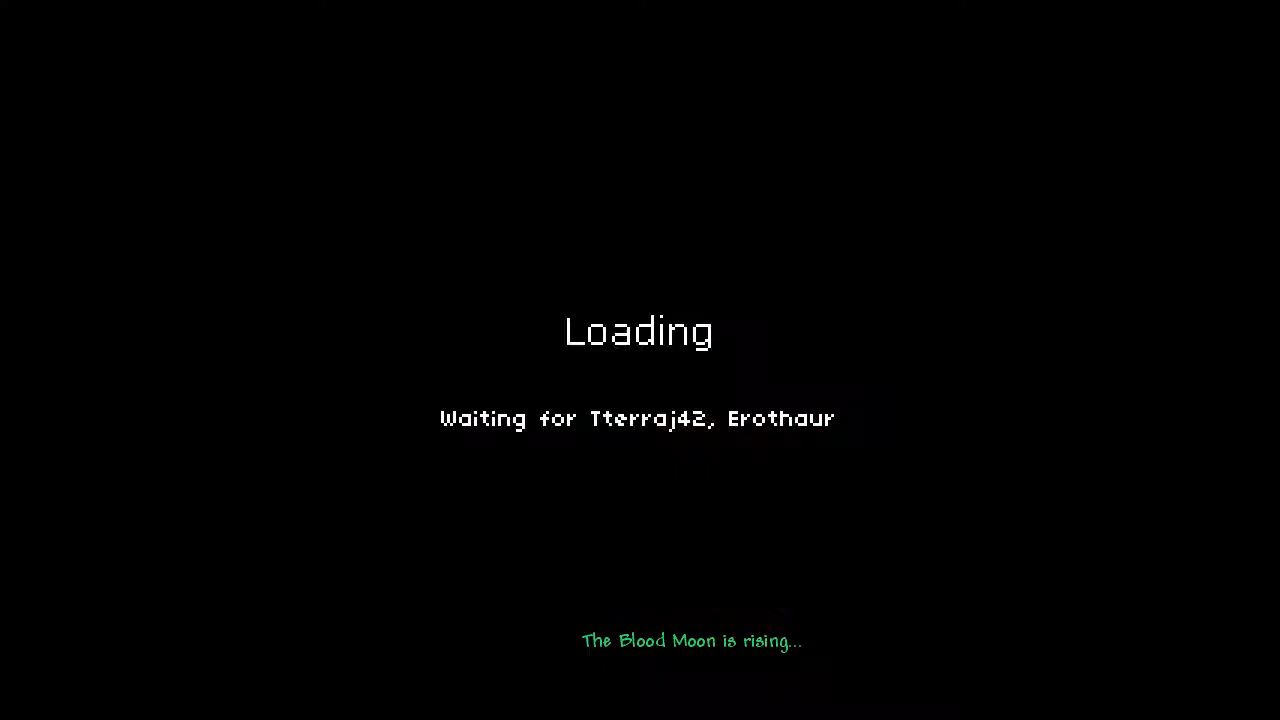 Loading
Waiting for Tterraj42, Erothaur
The Blood Moon is rising...